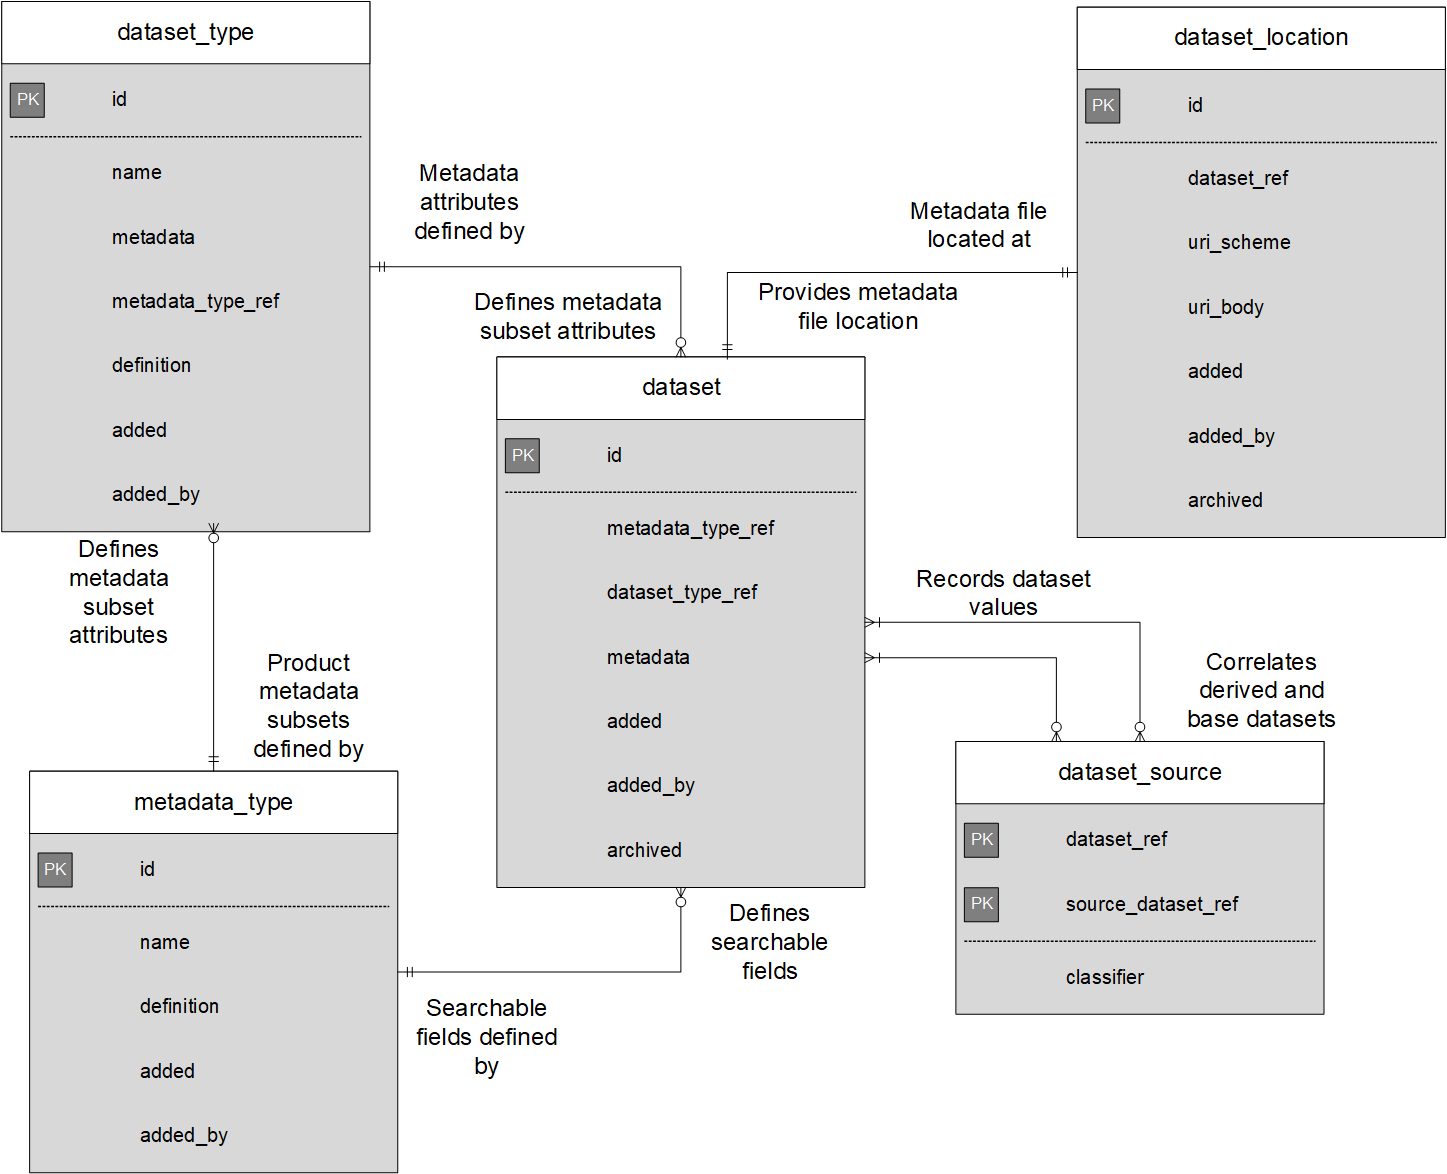 dataset_type
PK
id
name
metadata
metadata_type_ref
definition
added
added_by
Metadata
attributes
defined by
Defines metadata
subset attributes
Metadata file
located at
Provides metadata
file location
dataset_location
PK
id
dataset_ref
uri_scheme
uri_body
added
added_by
archived
dataset
PK
id
metadata_type_ref
dataset_type_ref
metadata
added
added_by
archived
Defines
metadata
subset
attributes
Product
metadata
subsets
defined by
Records dataset
values
Correlates
derived and
base datasets
metadata_type
PK
id
name
definition
added
added_by
Searchable
fields defined
by
Defines
searchable
fields
dataset_source
PK
dataset_ref
PK
source_dataset_ref
classifier